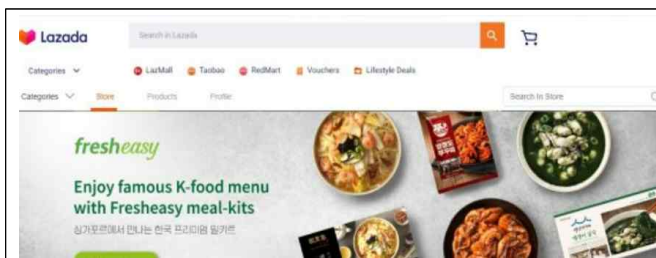 Lazada
Search in Lazada
Categories
LazMall
Taobao
RedMart
Vouchers
Lifestyle Deals
Categories
Store
Products
Profile
Search In Store
fresheasy
Enjoy famous K-food menu
with Fresheasy meal-kits
싱가포르에서 만나는 한국 프리미엄 밀키트